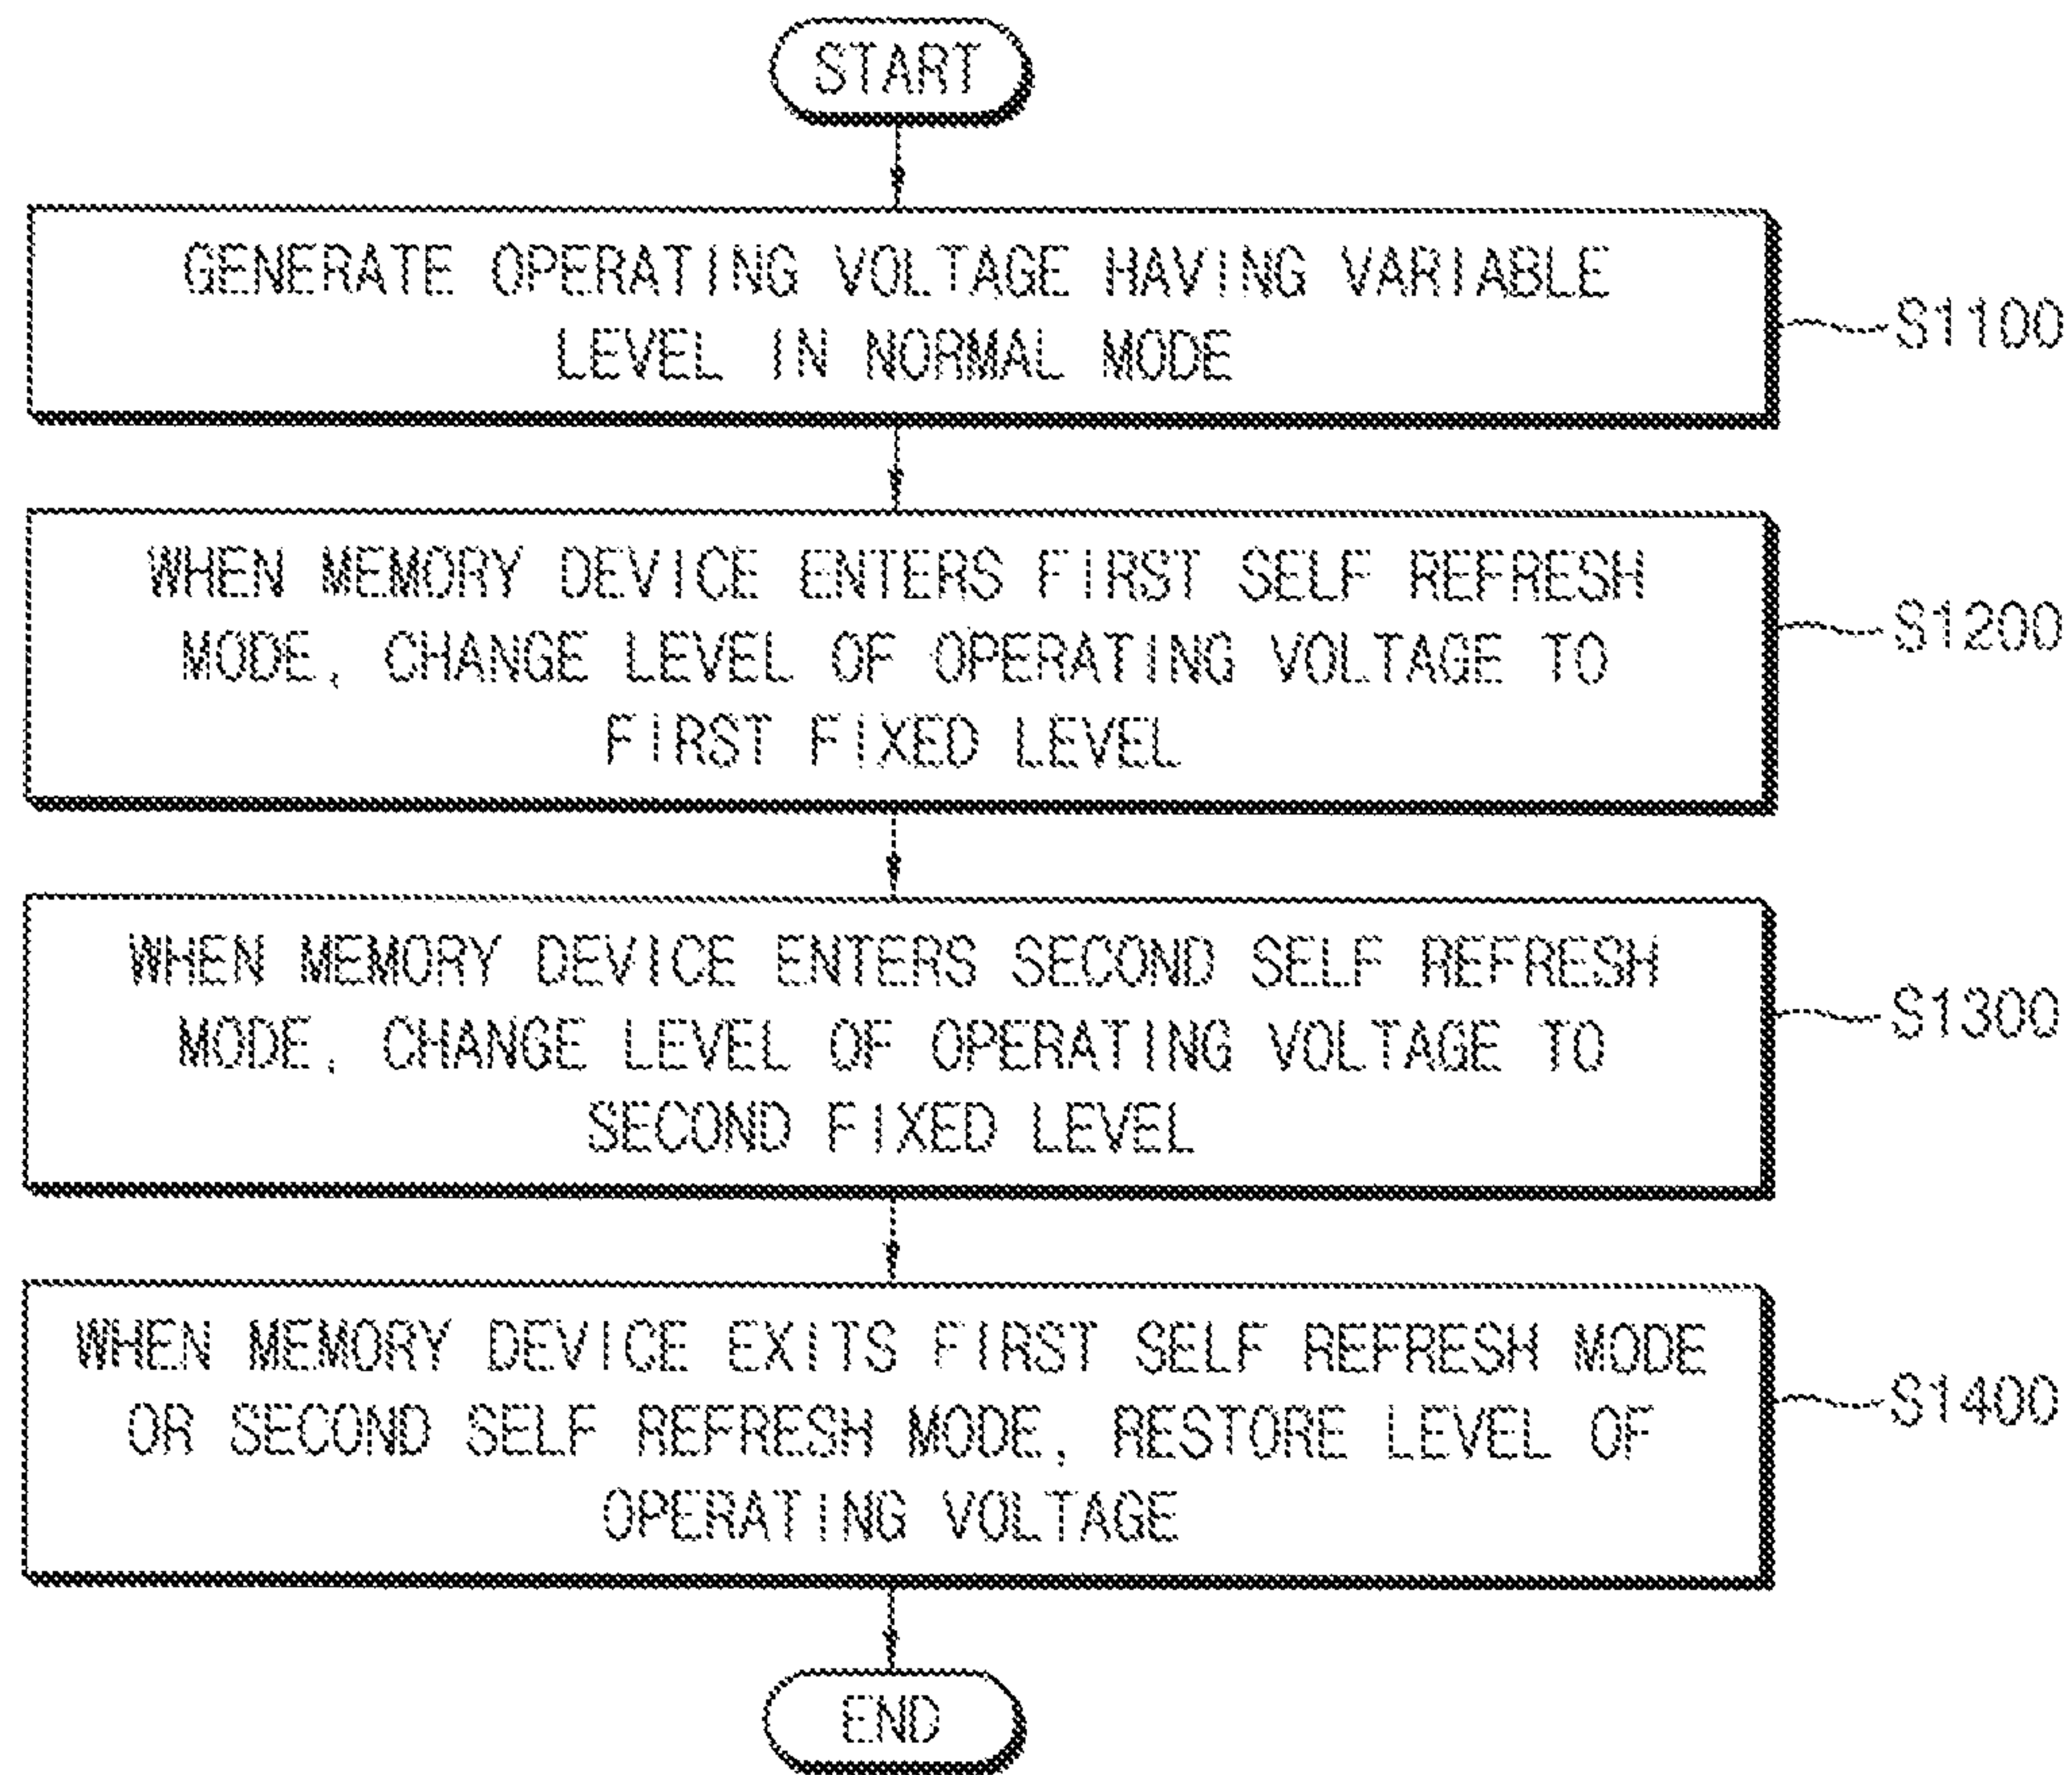 START
GENERATE OPERATING VOLTAGE HAVING VARIABLE
LEVEL IN NORMAL MODE
S1100
WHEN MEMORY DEVICE ENTERS FIRST SELF REFRESH
MODE, CHANGE LEVEL OF OPERATING VOLTAGE TO
FIRST FIXED LEVEL
S1200
WHEN MEMORY DEVICE ENTERS SECOND SELF REFRESH
MODE, CHANGE LEVEL OF OPERATING VOLTAGE TO
SECOND FIXED LEVEL
S1300
WHEN MEMORY DEVICE EXITS FIRST SELF REFRESH MODE
OR SECOND SELF REFRESH MODE, RESTORE LEVEL OF
OPERATING VOLTAGE
S1400
END